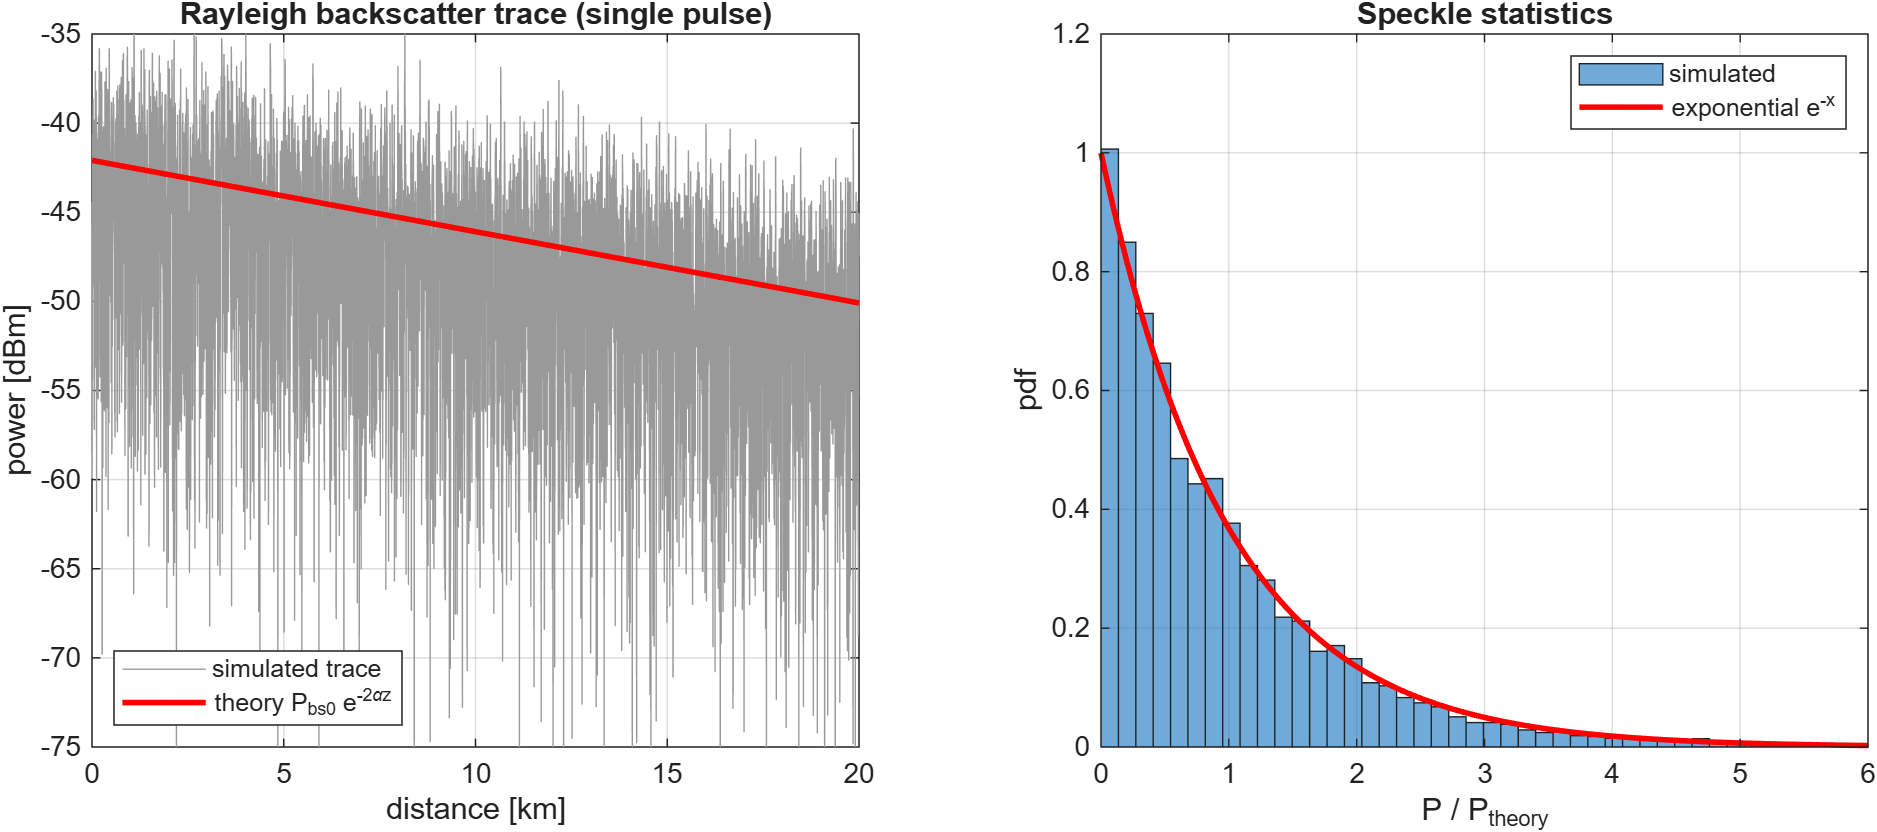 Rayleigh backscatter trace (single pulse)
-35
-40
-45
-50
-55
-60
-65
-70
-75
power [dBm]
simulated trace
theory P_bs0 e^-2αz
0 5 10 15 20
distance [km]
Speckle statistics
1.2
1
0.8
0.6
0.4
0.2
0
pdf
simulated
exponential e^-x
0 1 2 3 4 5 6
P / P_theory